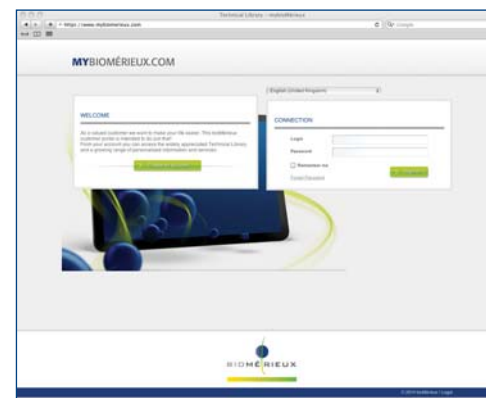 Technical Library - mybioMérieux
https://www.mybiomerieux.com
Google
MYBIOMÉRIEUX.COM
English (United Kingdom)
WELCOME
As a valued customer we want to make your life easier. This bioMérieux
customer portal is intended to do just that!
From your account you can access the widely appreciated Technical Library
and a growing range of personalised information and services.
CONNECTION
Login
Password
Remember me
Forgot Password
BIOMÉRIEUX